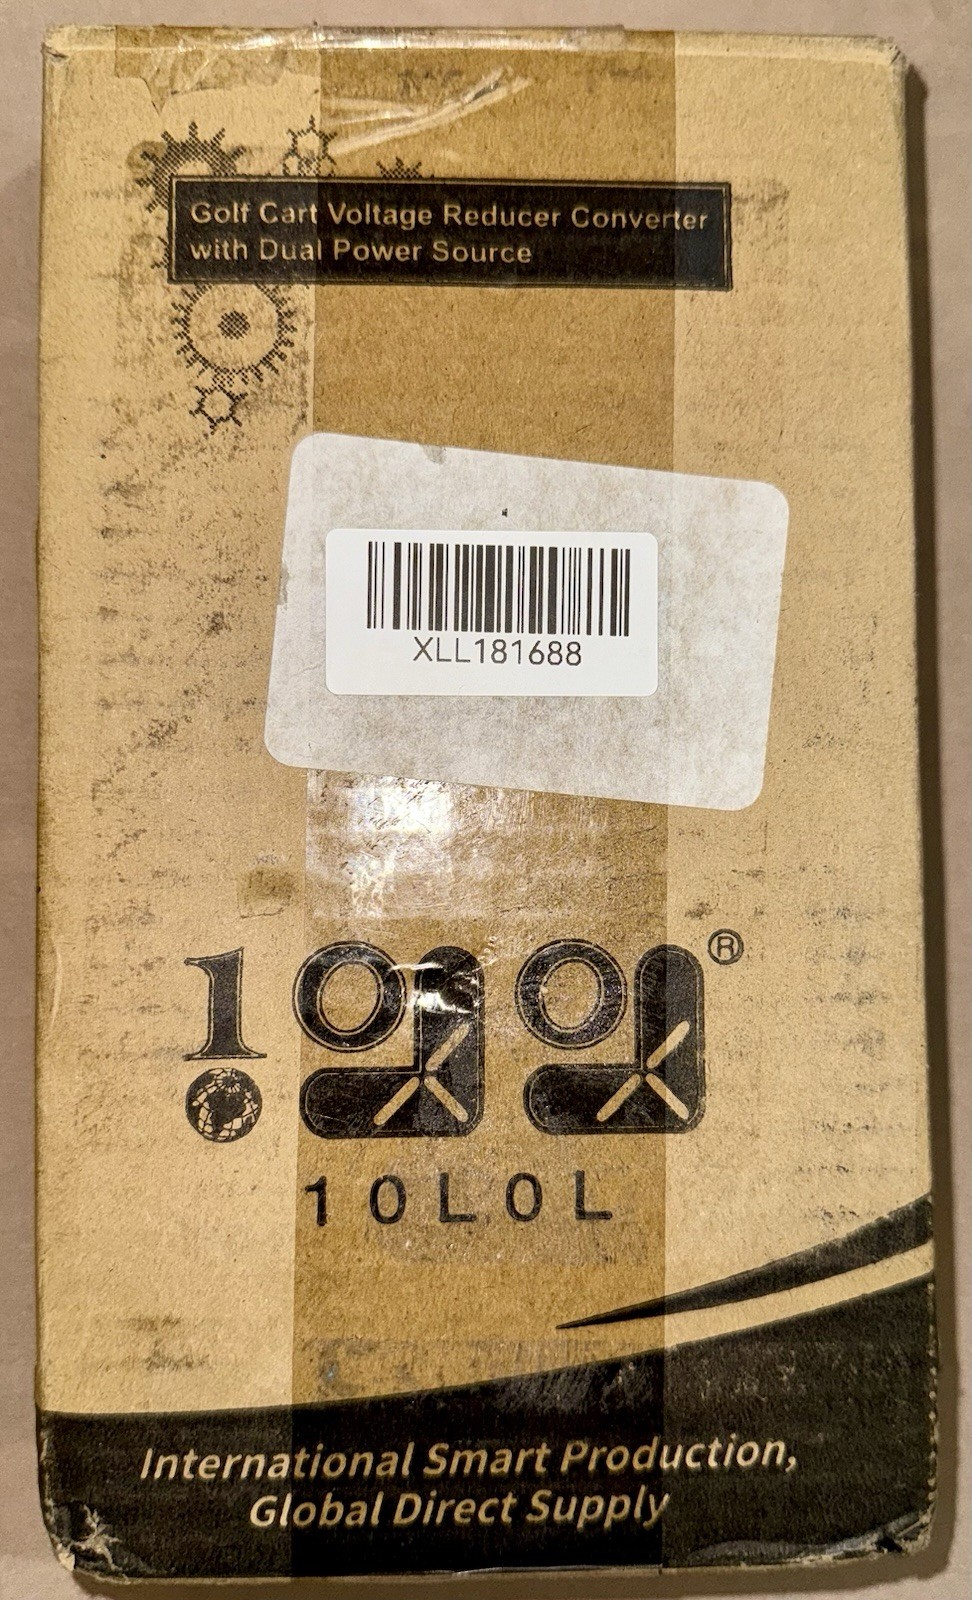 Golf Cart Voltage Reducer Converter
with Dual Power Source
XLL181688
®
10L0L
International Smart Production,
Global Direct Supply